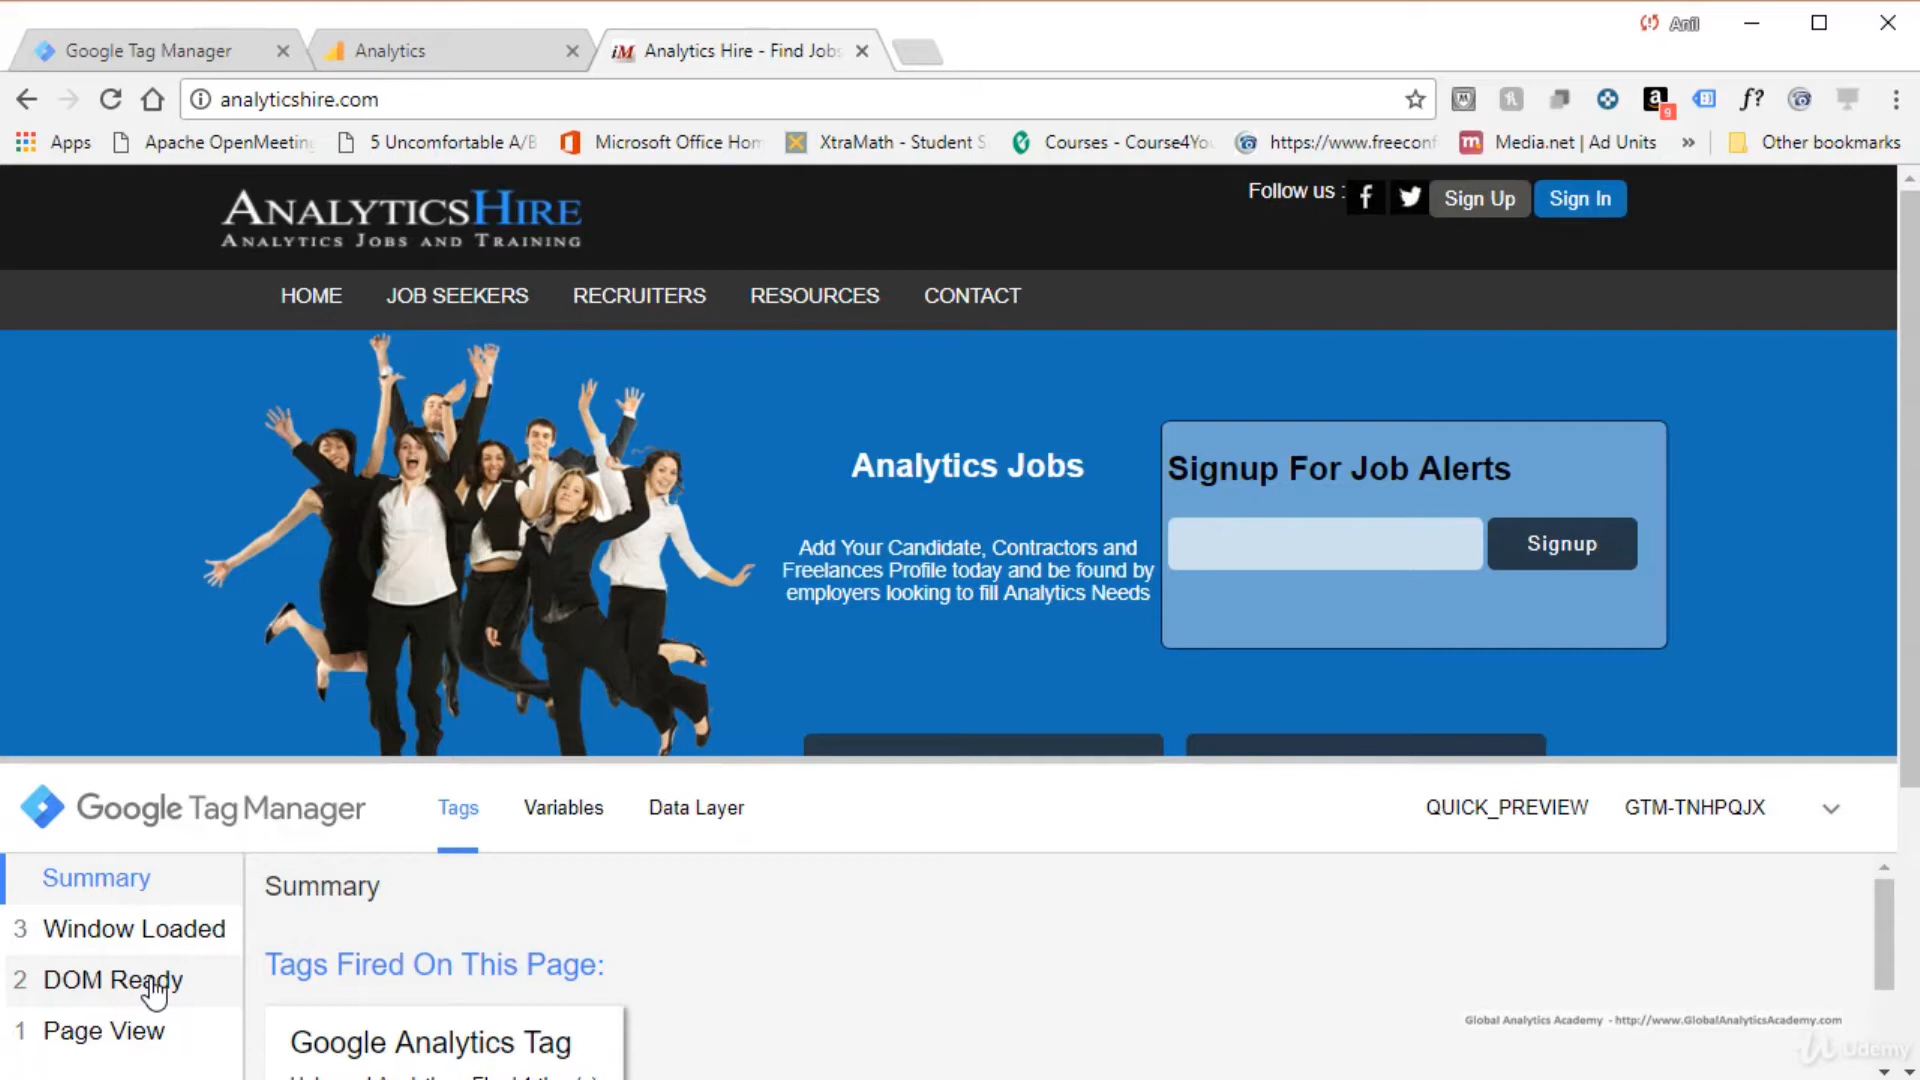 Anil
Google Tag Manager
Analytics
iM Analytics Hire - Find Jobs
analyticshire.com
f?
9
Apps
Apache OpenMeeting
5 Uncomfortable A/B
Microsoft Office Hom
XtraMath - Student S
Courses - Course4Yo
https://www.freeconf
Media.net | Ad Units
»
Other bookmarks
ANALYTICSHIRE
ANALYTICS JOBS AND TRAINING
Follow us :
Sign Up
Sign In
HOME
JOB SEEKERS
RECRUITERS
RESOURCES
CONTACT
Analytics Jobs
Add Your Candidate, Contractors and
Freelances Profile today and be found by
employers looking to fill Analytics Needs
Signup For Job Alerts
Signup
Google Tag Manager
Tags
Variables
Data Layer
QUICK_PREVIEW
GTM-TNHPQJX
Summary
3 Window Loaded
2 DOM Ready
1 Page View
Summary
Tags Fired On This Page:
Google Analytics Tag
Global Analytics Academy - http://www.GlobalAnalyticsAcademy.com
Udemy